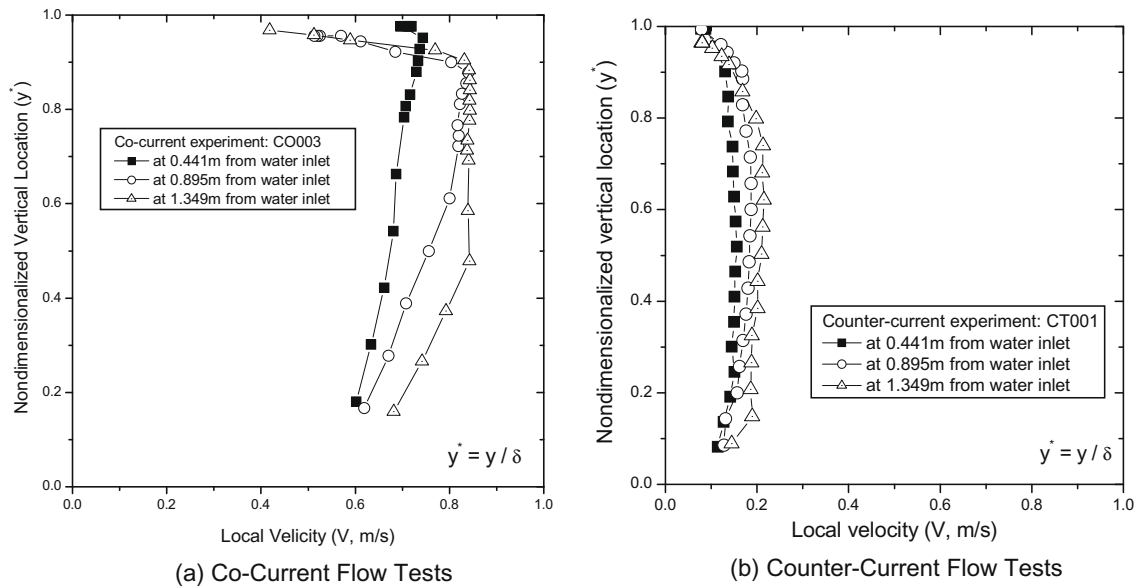 1.0
0.8
0.6
0.4
0.2
0.0
Nondimensionalized Vertical Location (y*)
Co-current experiment: CO003
at 0.441m from water inlet
at 0.895m from water inlet
at 1.349m from water inlet
y* = y / δ
0.0 0.2 0.4 0.6 0.8 1.0
Local Velicity (V, m/s)
(a) Co-Current Flow Tests
1.0
0.8
0.6
0.4
0.2
0.0
Nondimensionalized vertical location (y*)
Counter-current experiment: CT001
at 0.441m from water inlet
at 0.895m from water inlet
at 1.349m from water inlet
y* = y / δ
0.0 0.2 0.4 0.6 0.8 1.0
Local velocity (V, m/s)
(b) Counter-Current Flow Tests